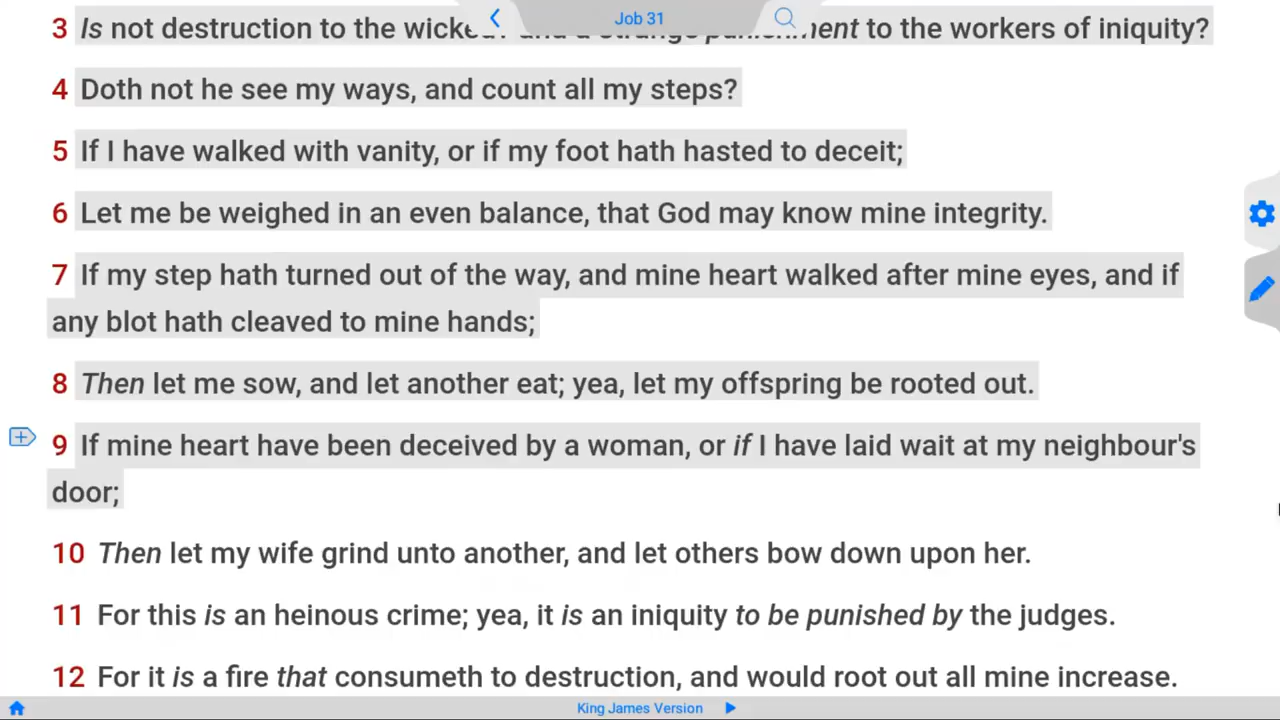 Job 31
3 Is not destruction to the wicked? and a strange punishment to the workers of iniquity?
4 Doth not he see my ways, and count all my steps?
5 If I have walked with vanity, or if my foot hath hasted to deceit;
6 Let me be weighed in an even balance, that God may know mine integrity.
7 If my step hath turned out of the way, and mine heart walked after mine eyes, and if
any blot hath cleaved to mine hands;
8 Then let me sow, and let another eat; yea, let my offspring be rooted out.
9 If mine heart have been deceived by a woman, or if I have laid wait at my neighbour's
door;
10 Then let my wife grind unto another, and let others bow down upon her.
11 For this is an heinous crime; yea, it is an iniquity to be punished by the judges.
12 For it is a fire that consumeth to destruction, and would root out all mine increase.
King James Version